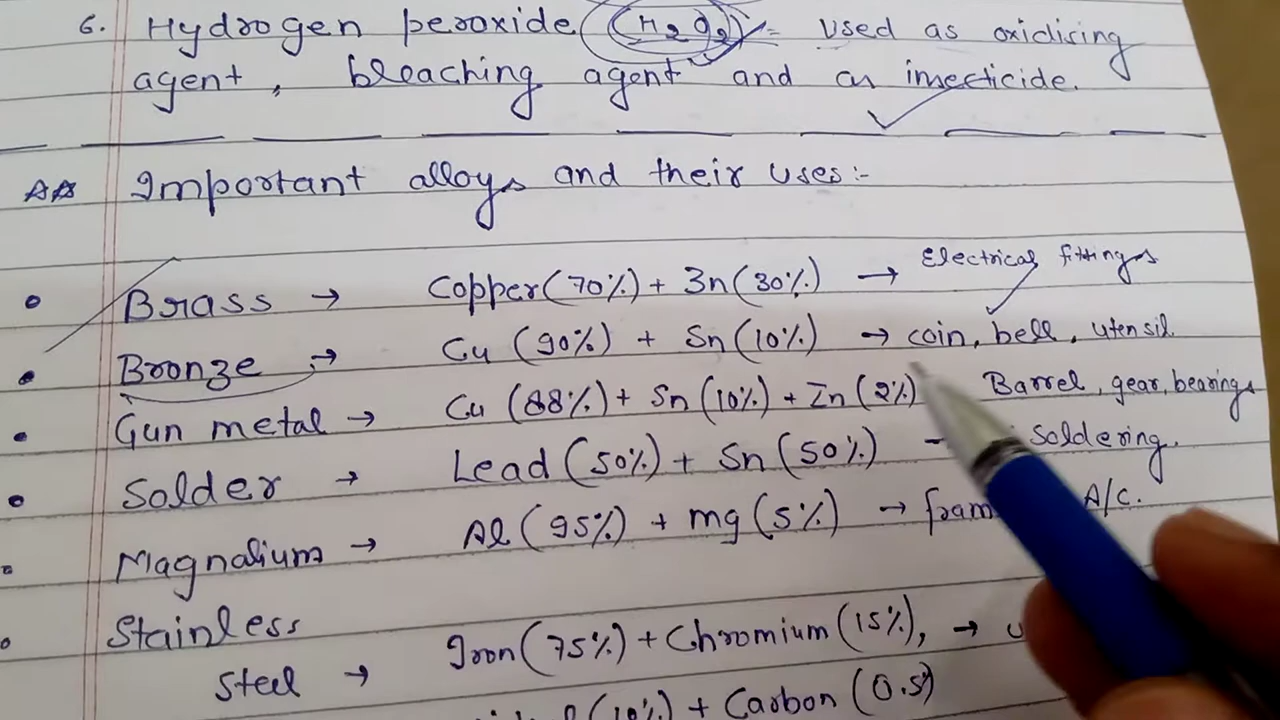 6. Hydrogen peroxide (H2O2) = used as oxidising
agent, bleaching agent and as insecticide.
Important alloys and their uses:-
Brass → Copper (70%) + Zn (30%) → Electrical fittings
Bronze → Cu (90%) + Sn (10%) → coin, bell, utensil
Gun metal → Cu (88%) + Sn (10%) + Zn (2%) Barrel, gear, bearings
Solder → Lead (50%) + Sn (50%) soldering.
Magnalium → Al (95%) + mg (5%) → A/C.
Stainless
Steel → Iron (75%) + Chromium (15%), →
(10%) + Carbon (0.5%)